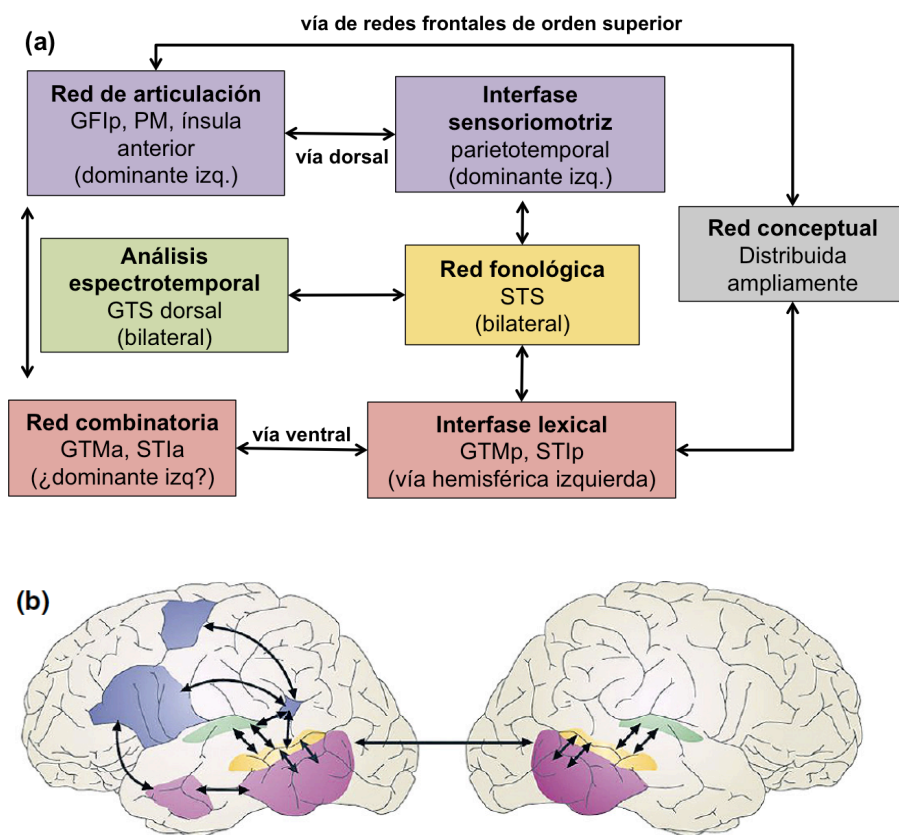 vía de redes frontales de orden superior
(a)
Red de articulación
GFIp, PM, ínsula
anterior
(dominante izq.)
vía dorsal
Interfase
sensoriomotriz
parietotemporal
(dominante izq.)
Red conceptual
Distribuida
ampliamente
Análisis
espectrotemporal
GTS dorsal
(bilateral)
Red fonológica
STS
(bilateral)
Red combinatoria
GTMa, STIa
(¿dominante izq?)
vía ventral
Interfase lexical
GTMp, STIp
(vía hemisférica izquierda)
(b)